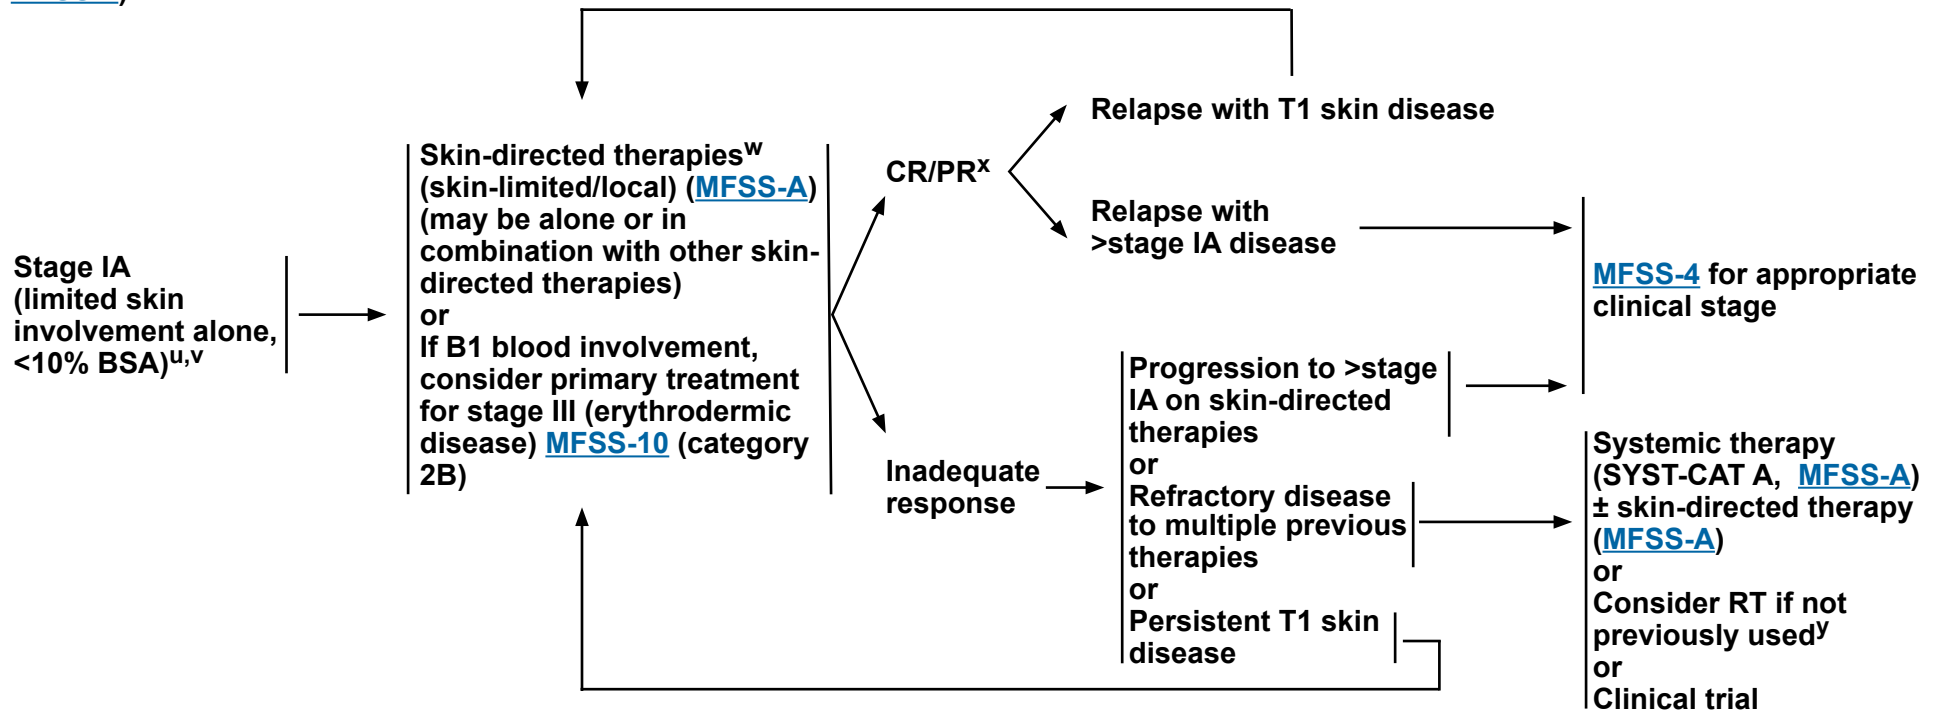 Stage IA
(limited skin
involvement alone,
<10% BSA)u,v
Skin-directed therapiesw
(skin-limited/local) (MFSS-A)
(may be alone or in
combination with other skin-
directed therapies)
or
If B1 blood involvement,
consider primary treatment
for stage III (erythrodermic
disease) MFSS-10 (category
2B)
CR/PRx
Relapse with T1 skin disease
Relapse with
>stage IA disease
Inadequate
response
Progression to >stage
IA on skin-directed
therapies
or
Refractory disease
to multiple previous
therapies
or
Persistent T1 skin
disease
MFSS-4 for appropriate
clinical stage
Systemic therapy
(SYST-CAT A, MFSS-A)
± skin-directed therapy
(MFSS-A)
or
Consider RT if not
previously usedy
or
Clinical trial